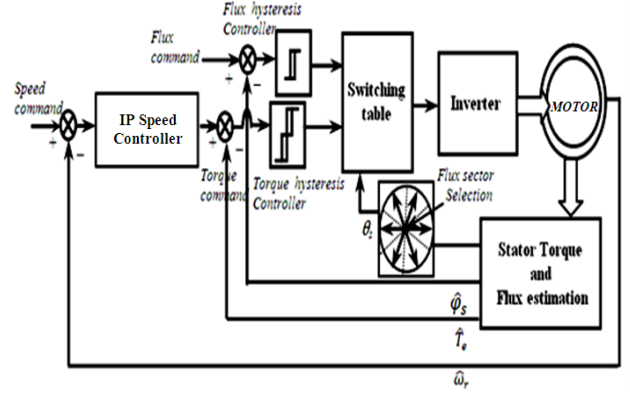 Flux hysteresis
Controller
Flux
command
+
−
Speed
command
+
−
IP Speed
Controller
+
−
Torque
command
Torque hysteresis
Controller
Switching
table
Inverter
MOTOR
Flux sector
Selection
θs
Stator Torque
and
Flux estimation
φ̂s
T̂e
ω̂r